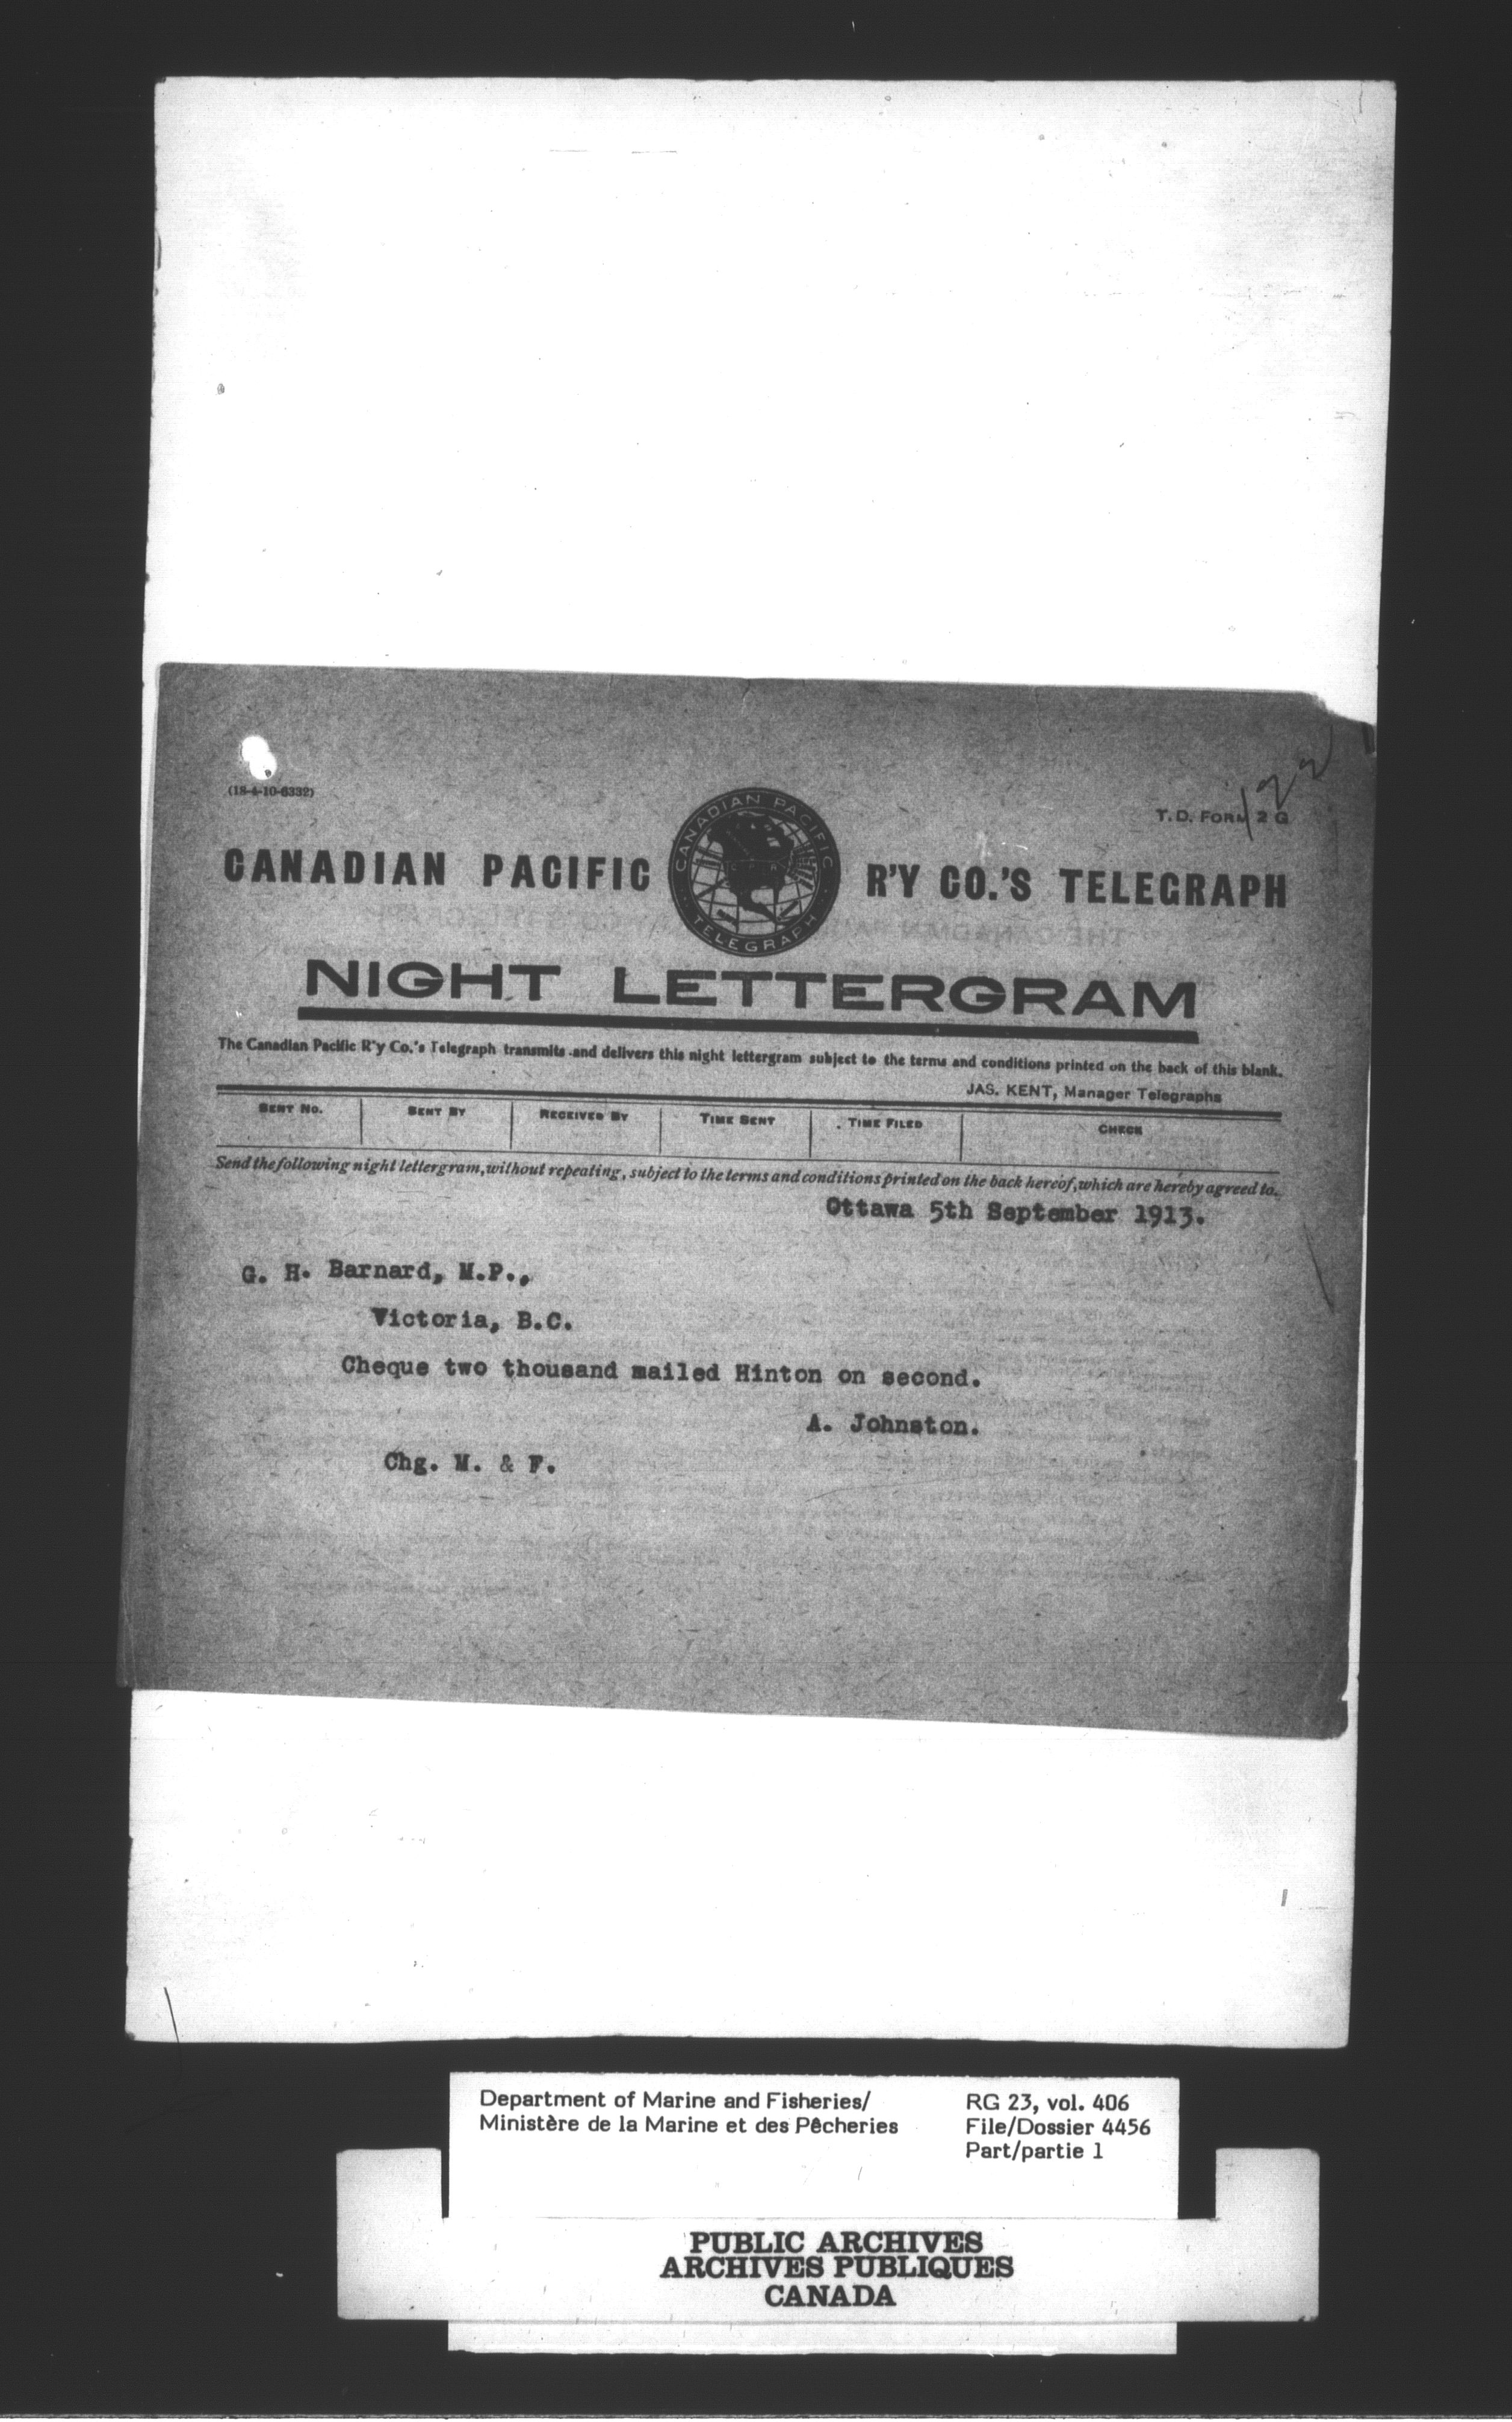 (18-4-10-6332)
122
T. D. FORM 2 G
CANADIAN PACIFIC R'Y CO.'S TELEGRAPH
CANADIAN PACIFIC
TELEGRAPH
NIGHT LETTERGRAM
The Canadian Pacific R'y Co.'s Telegraph transmits and delivers this night lettergram subject to the terms and conditions printed on the back of this blank.
JAS. KENT, Manager Telegraphs
SENT NO. SENT BY RECEIVED BY TIME SENT TIME FILED CHECK
Send the following night lettergram, without repeating, subject to the terms and conditions printed on the back hereof, which are hereby agreed to.
Ottawa 5th September 1913.
G. H. Barnard, M.P.,
Victoria, B.C.
Cheque two thousand mailed Hinton on second.
A. Johnston.
Chg. M. & F.
Department of Marine and Fisheries/ RG 23, vol. 406
Ministère de la Marine et des Pêcheries File/Dossier 4456
Part/partie 1
PUBLIC ARCHIVES
ARCHIVES PUBLIQUES
CANADA